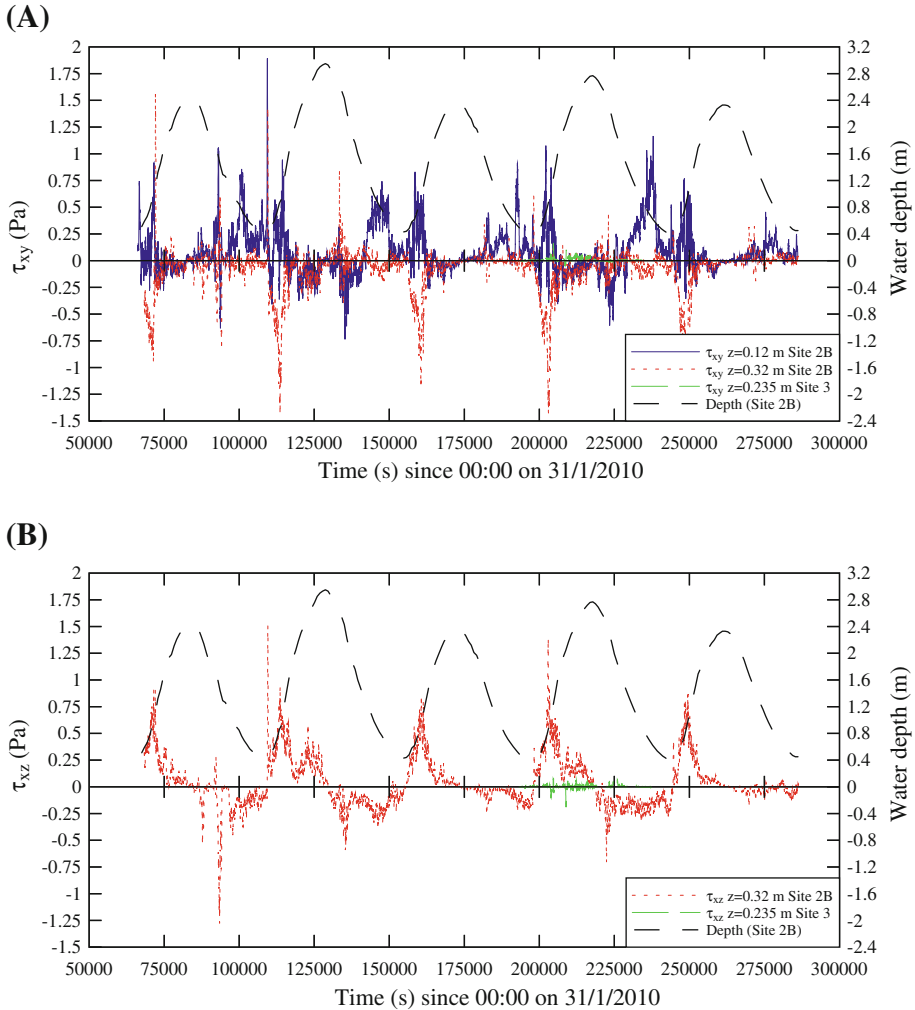 (A)
2 3.2
1.75 2.8
1.5 2.4
1.25 2
1 1.6
0.75 1.2
0.5 0.8
0.25 0.4
0 0
-0.25 -0.4
-0.5 -0.8
-0.75 -1.2
-1 -1.6
-1.25 -2
-1.5 -2.4
τxy (Pa)
Water depth (m)
τxy z=0.12 m Site 2B
τxy z=0.32 m Site 2B
τxy z=0.235 m Site 3
Depth (Site 2B)
50000 75000 100000 125000 150000 175000 200000 225000 250000 275000 300000
Time (s) since 00:00 on 31/1/2010
(B)
2 3.2
1.75 2.8
1.5 2.4
1.25 2
1 1.6
0.75 1.2
0.5 0.8
0.25 0.4
0 0
-0.25 -0.4
-0.5 -0.8
-0.75 -1.2
-1 -1.6
-1.25 -2
-1.5 -2.4
τxz (Pa)
Water depth (m)
τxz z=0.32 m Site 2B
τxz z=0.235 m Site 3
Depth (Site 2B)
50000 75000 100000 125000 150000 175000 200000 225000 250000 275000 300000
Time (s) since 00:00 on 31/1/2010